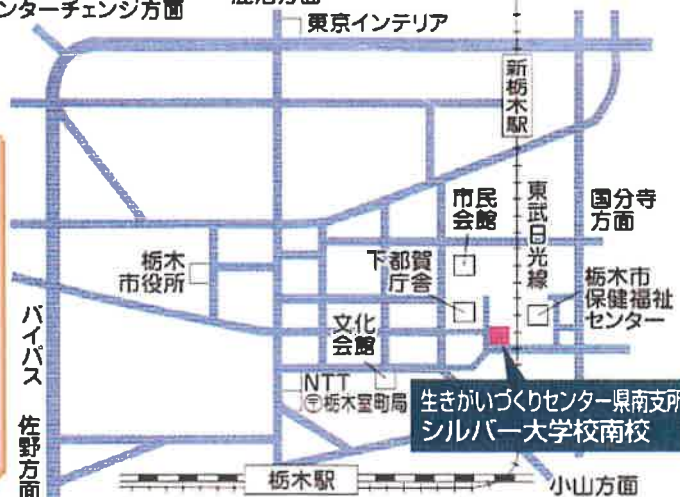 ンターチェンジ方面
鹿沼方面
東京インテリア
新栃木駅
市民
会館
東武日光線
国分寺
方面
栃木
市役所
下都賀
庁舎
栃木市
保健福祉
センター
文化
会館
バイパス
佐野方面
NTT
〒栃木室町局
生きがいづくりセンター県南支所
シルバー大学校南校
栃木駅
小山方面